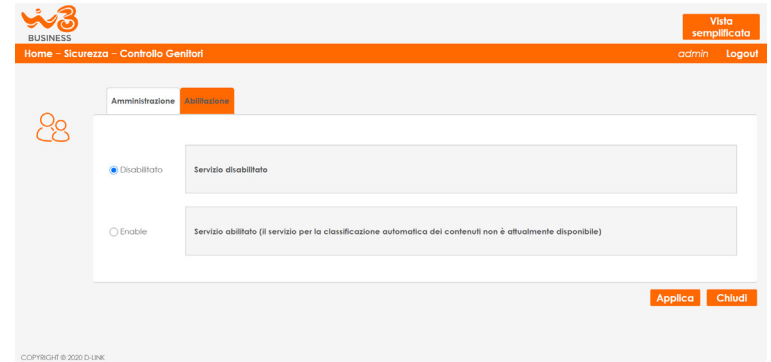 W3
BUSINESS
Vista
semplificata
Home – Sicurezza – Controllo Genitori
admin Logout
Amministrazione Abilitazione
Disabilitato Servizio disabilitato
Enable Servizio abilitato (il servizio per la classificazione automatica dei contenuti non è attualmente disponibile)
Applica Chiudi
COPYRIGHT © 2020 D-LINK